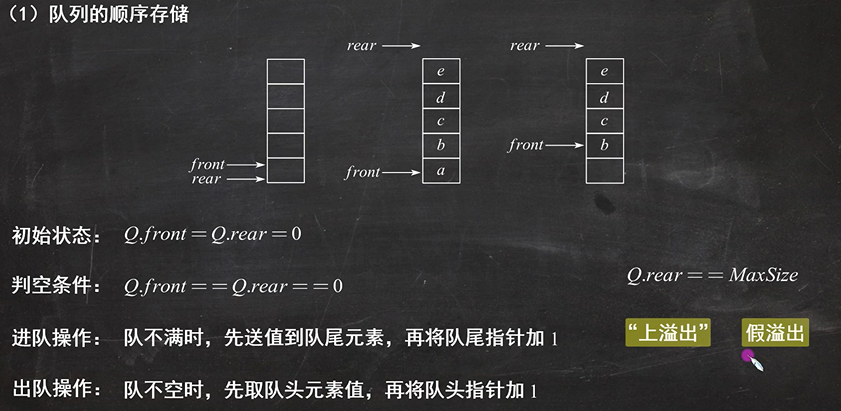 （1）队列的顺序存储
rear
rear
e
e
d
d
c
c
front
b
front
b
rear
front
a
初始状态： Q.front = Q.rear = 0
判空条件： Q.front == Q.rear == 0
Q.rear == MaxSize
进队操作： 队不满时，先送值到队尾元素，再将队尾指针加 1
“上溢出” 假溢出
出队操作： 队不空时，先取队头元素值，再将队头指针加 1